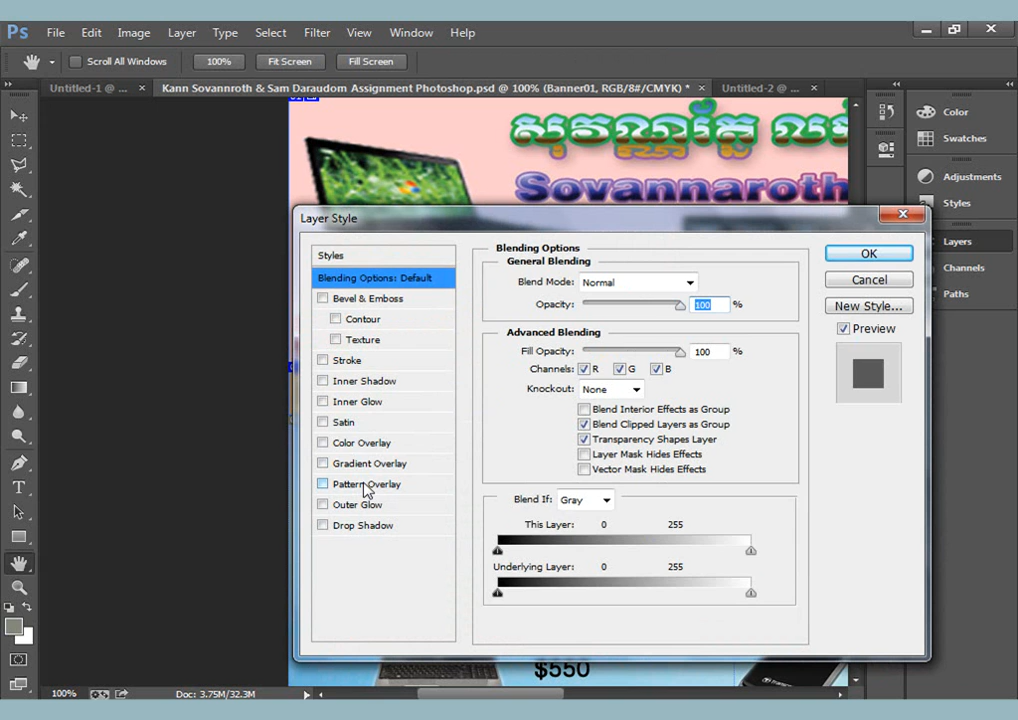 Ps File Edit Image Layer Type Select Filter View Window Help
Scroll All Windows 100% Fit Screen Fill Screen
Untitled-1 @ ... × Kann Sovannroth & Sam Daraudom Assignment Photoshop.psd @ 100% (Banner01, RGB/8#/CMYK) * × Untitled-2 @ ... ×
Sovannaroth
Color
Swatches
Adjustments
Styles
Layers
Channels
Paths
Layer Style
Styles
Blending Options: Default
Bevel & Emboss
Contour
Texture
Stroke
Inner Shadow
Inner Glow
Satin
Color Overlay
Gradient Overlay
Pattern Overlay
Outer Glow
Drop Shadow
Blending Options
General Blending
Blend Mode: Normal
Opacity: 100 %
Advanced Blending
Fill Opacity: 100 %
Channels: R G B
Knockout: None
Blend Interior Effects as Group
Blend Clipped Layers as Group
Transparency Shapes Layer
Layer Mask Hides Effects
Vector Mask Hides Effects
Blend If: Gray
This Layer: 0 255
Underlying Layer: 0 255
OK
Cancel
New Style...
Preview
$550
100% Doc: 3.75M/32.3M